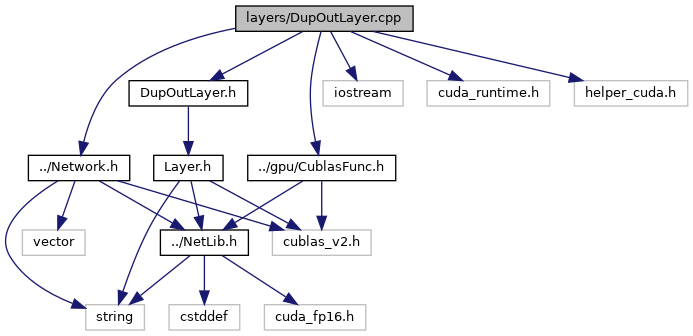 layers/DupOutLayer.cpp
DupOutLayer.h
iostream
cuda_runtime.h
helper_cuda.h
../Network.h
Layer.h
../gpu/CublasFunc.h
vector
../NetLib.h
cublas_v2.h
string
cstddef
cuda_fp16.h